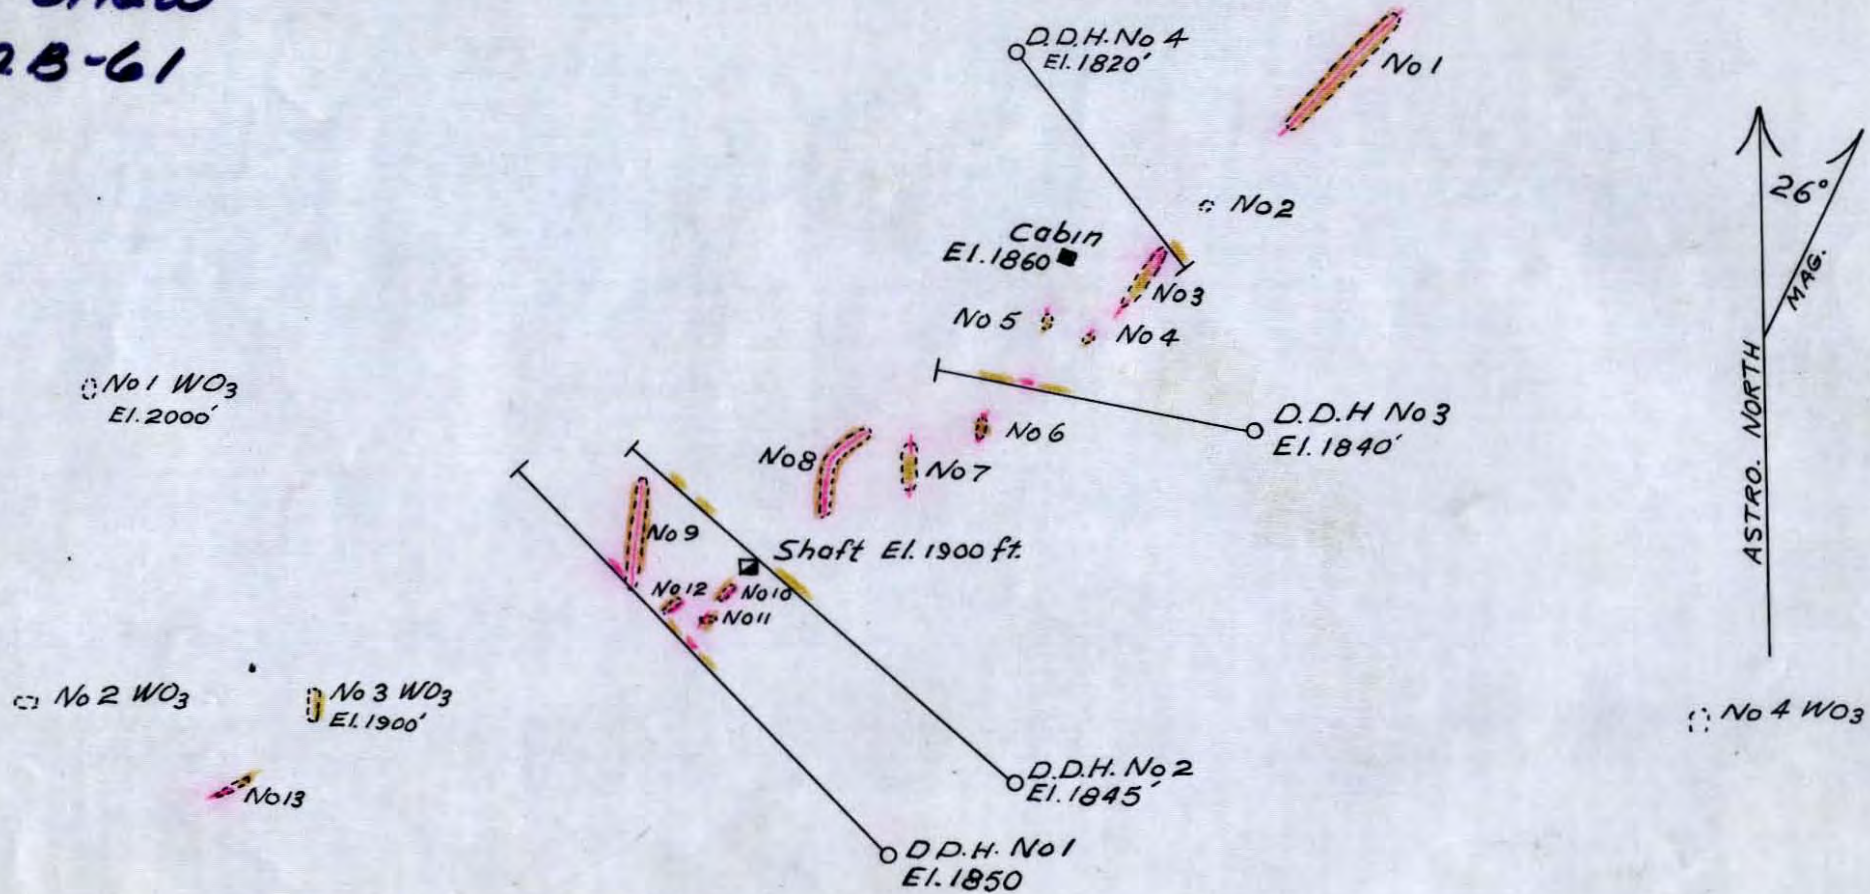 2B-61
D.D.H. No 4
El. 1820'
No 1
26°
MAG.
ASTRO. NORTH
No 2
Cabin
El. 1860
No 3
No 5
No 4
No 1 WO3
El. 2000'
D.D.H No 3
El. 1840'
No 6
No 8
No 7
No 9
Shaft El. 1900 ft.
No 12
No 10
No 11
No 2 WO3
No 3 WO3
El. 1900'
No 4 WO3
No 13
D.D.H. No 2
El. 1845'
D D.H. No 1
El. 1850